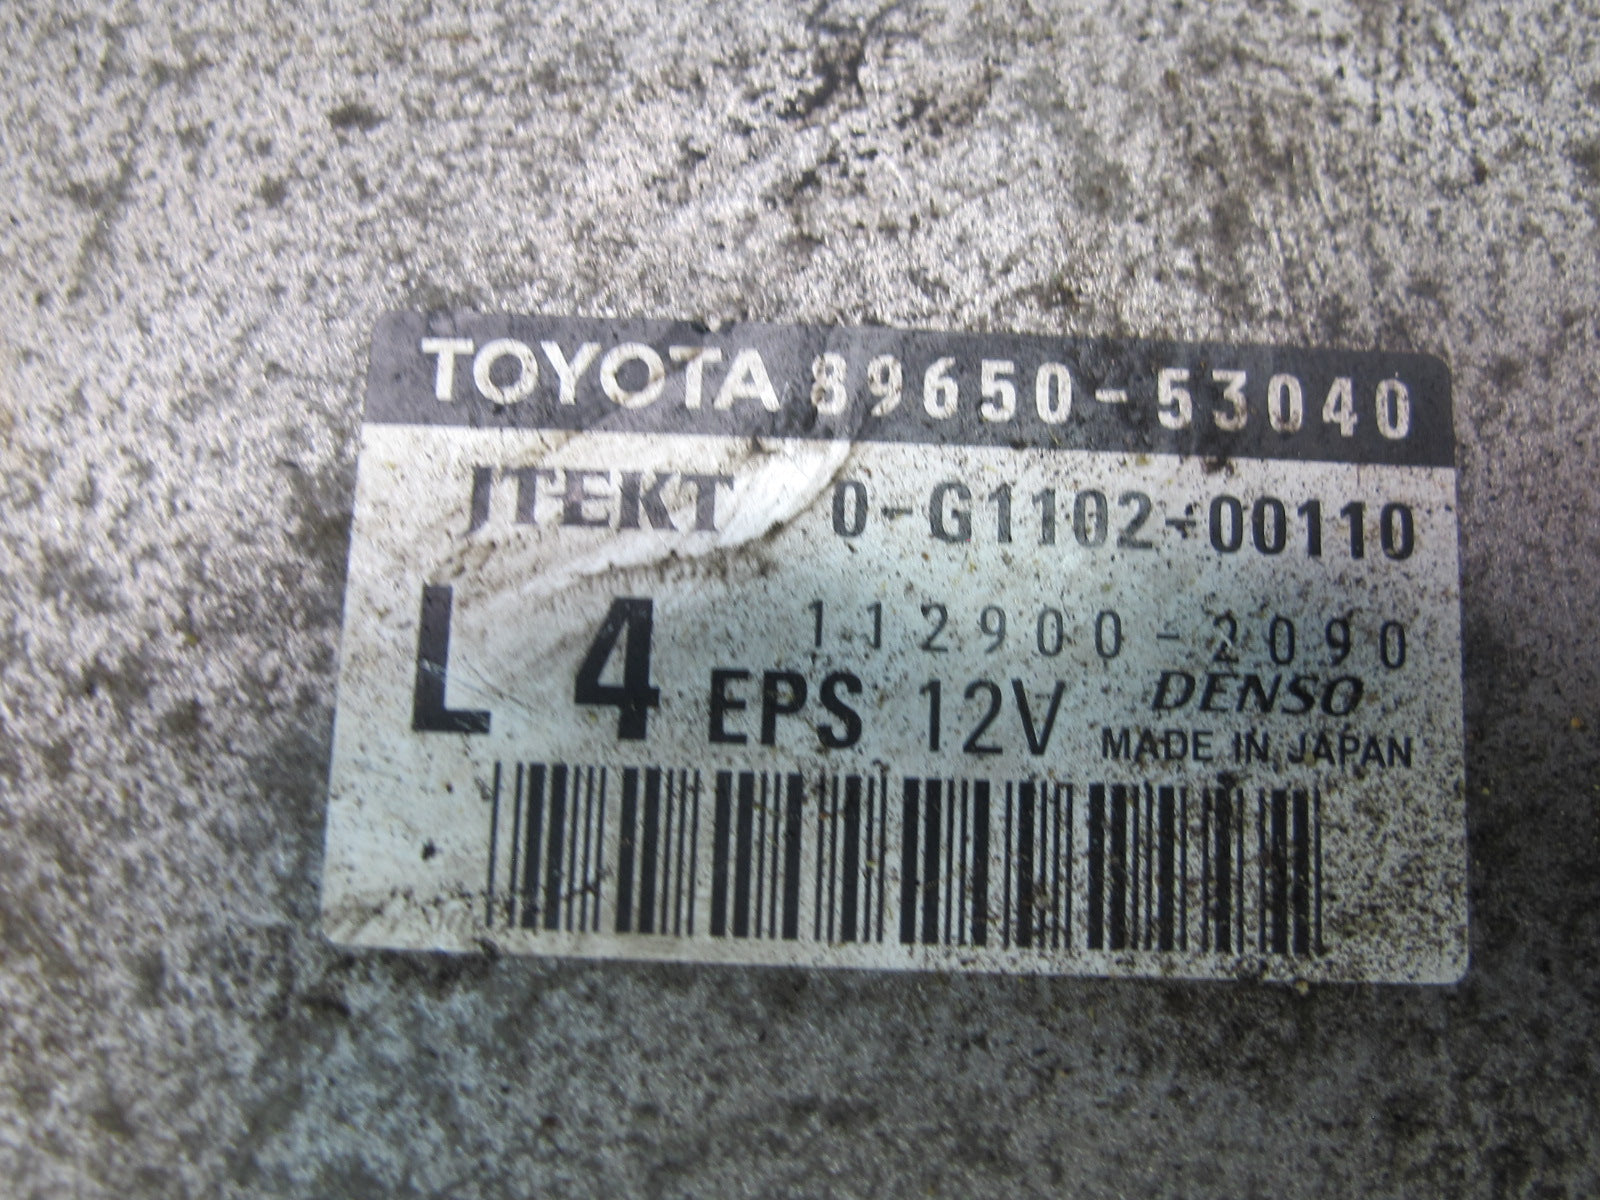 TOYOTA 89650-53040
JTEKT 0-G1102-00110
112900-2090
L 4 EPS 12V DENSO
MADE IN JAPAN